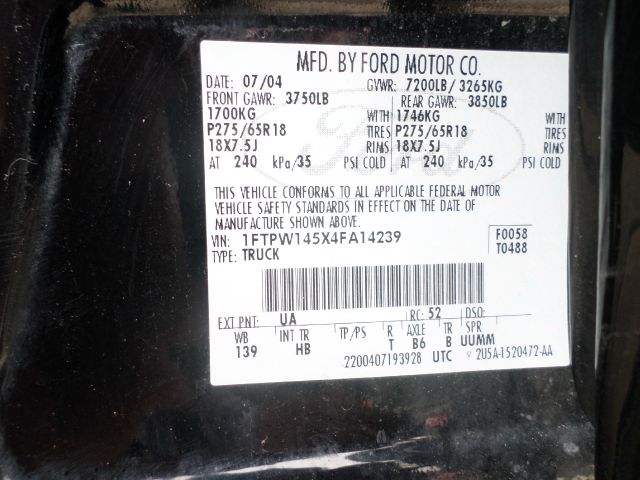 MFD. BY FORD MOTOR CO.
DATE: 07/04 GVWR: 7200LB/ 3265KG
FRONT GAWR: 3750LB REAR GAWR: 3850LB
1700KG WITH 1746KG WITH
P275/65R18 TIRES P275/65R18 TIRES
18X7.5J RIMS 18X7.5J RIMS
AT 240 kPa/35 PSI COLD AT 240 kPa/35 PSI COLD
THIS VEHICLE CONFORMS TO ALL APPLICABLE FEDERAL MOTOR
VEHICLE SAFETY STANDARDS IN EFFECT ON THE DATE OF
MANUFACTURE SHOWN ABOVE.
VIN: 1FTPW145X4FA14239 F0058
TYPE: TRUCK T0488
EXT PNT: UA RC: 52 DSO:
WB INT TR TP/PS R AXLE TR SPR
139 HB T B6 B UUMM
2200407193928 UTC 2U5A-1520472-AA
Ford